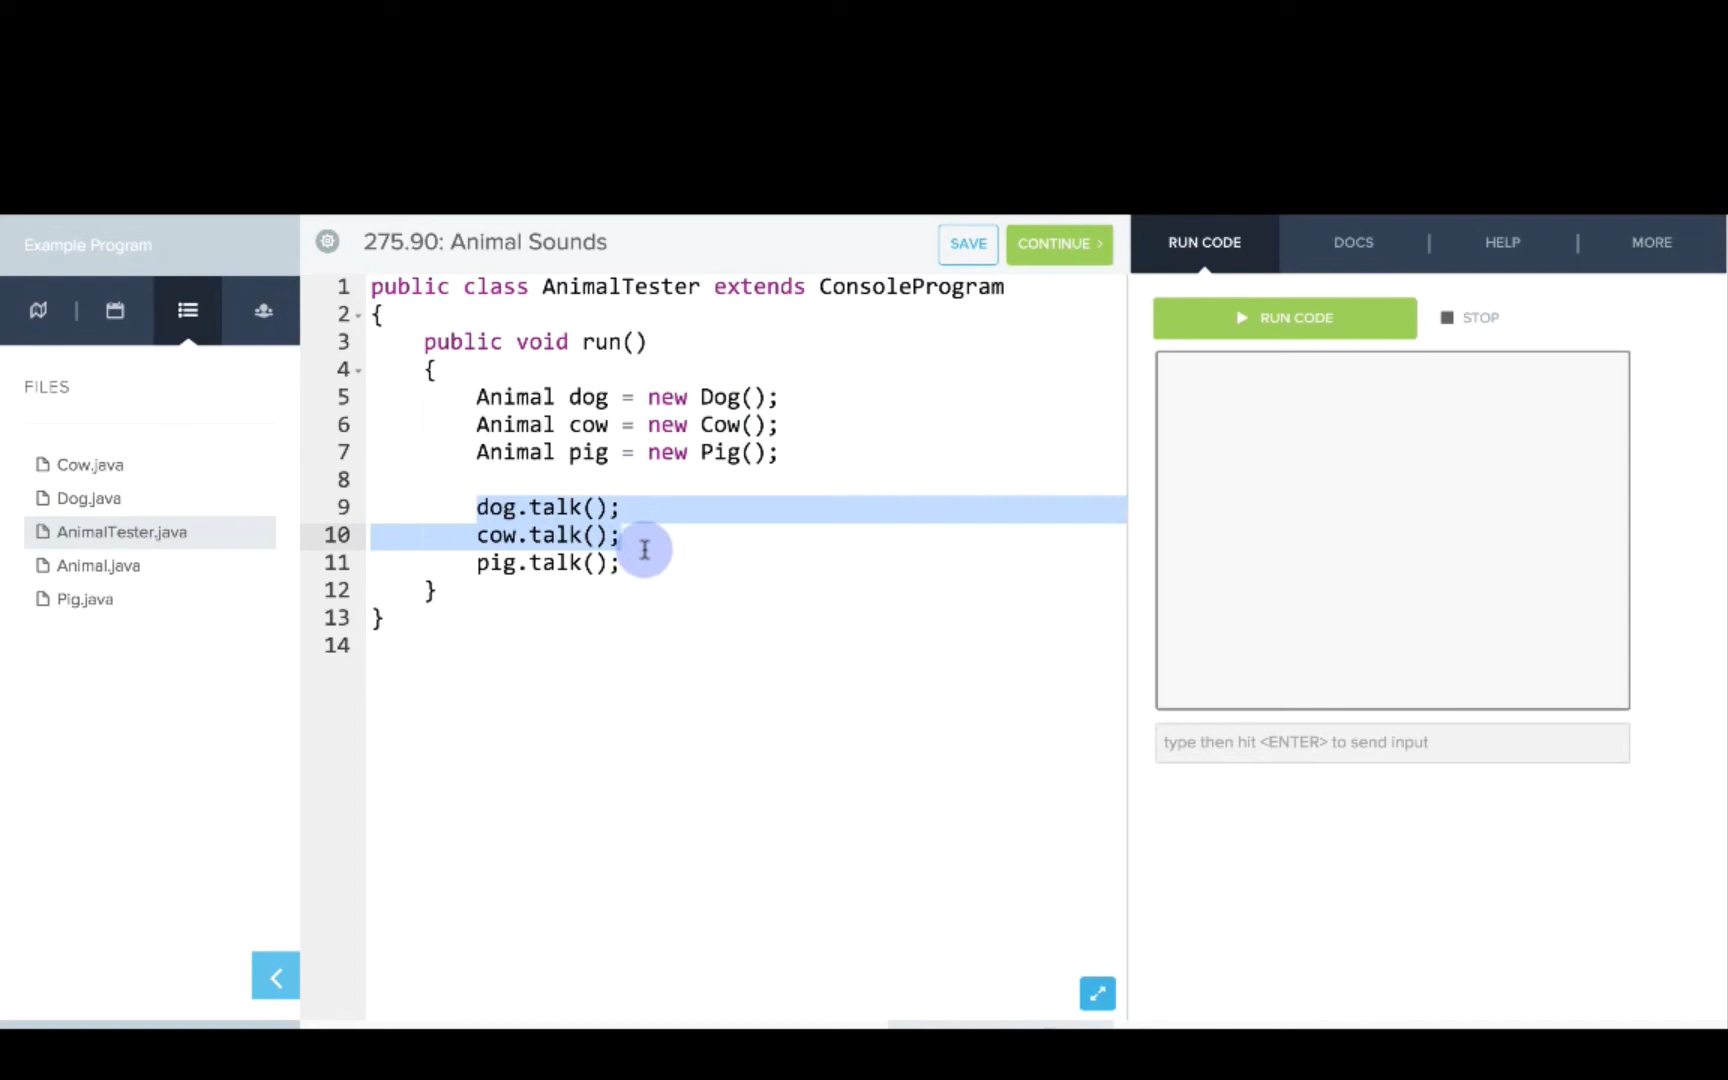 Example Program
275.90: Animal Sounds
SAVE
CONTINUE >
RUN CODE
DOCS
HELP
MORE
FILES
Cow.java
Dog.java
AnimalTester.java
Animal.java
Pig.java
1 public class AnimalTester extends ConsoleProgram
2 {
3 public void run()
4 {
5 Animal dog = new Dog();
6 Animal cow = new Cow();
7 Animal pig = new Pig();
8
9 dog.talk();
10 cow.talk();
11 pig.talk();
12 }
13 }
14
RUN CODE
STOP
type then hit <ENTER> to send input